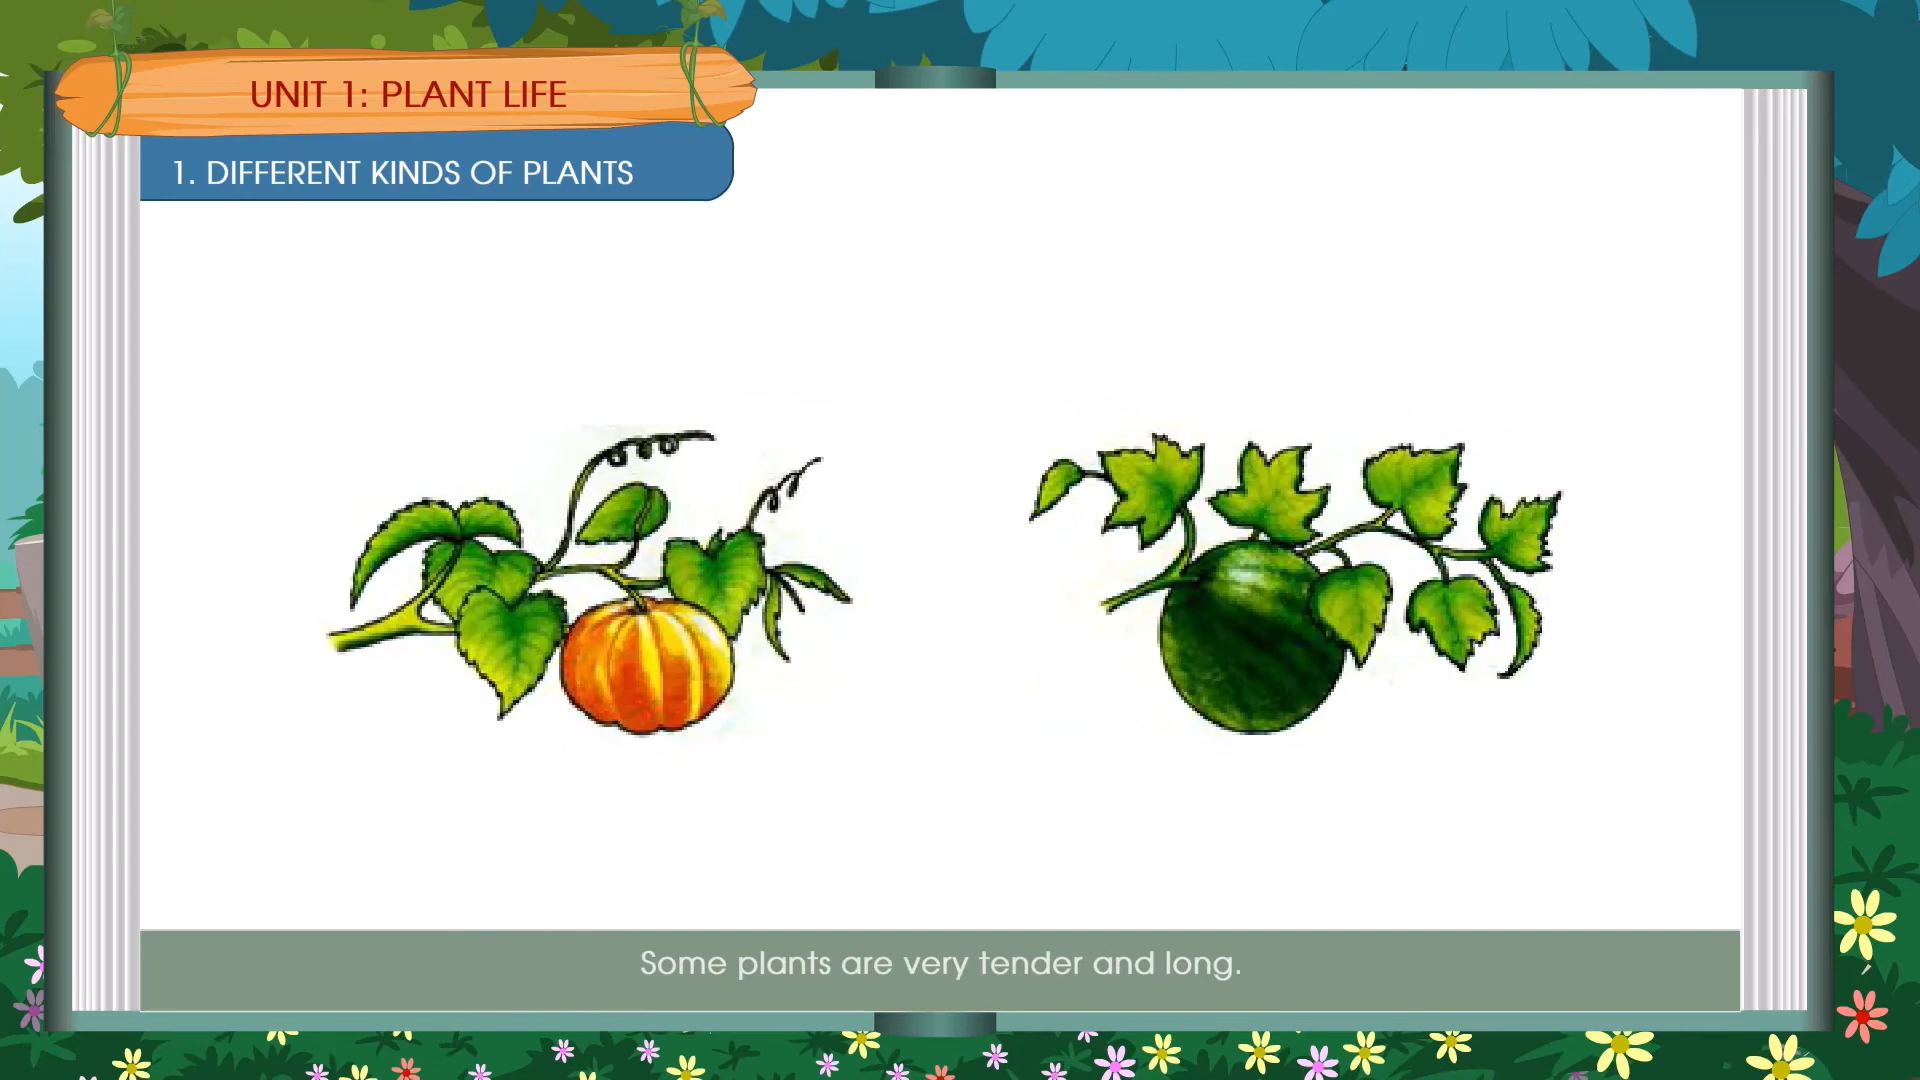 UNIT 1: PLANT LIFE
1. DIFFERENT KINDS OF PLANTS
Some plants are very tender and long.